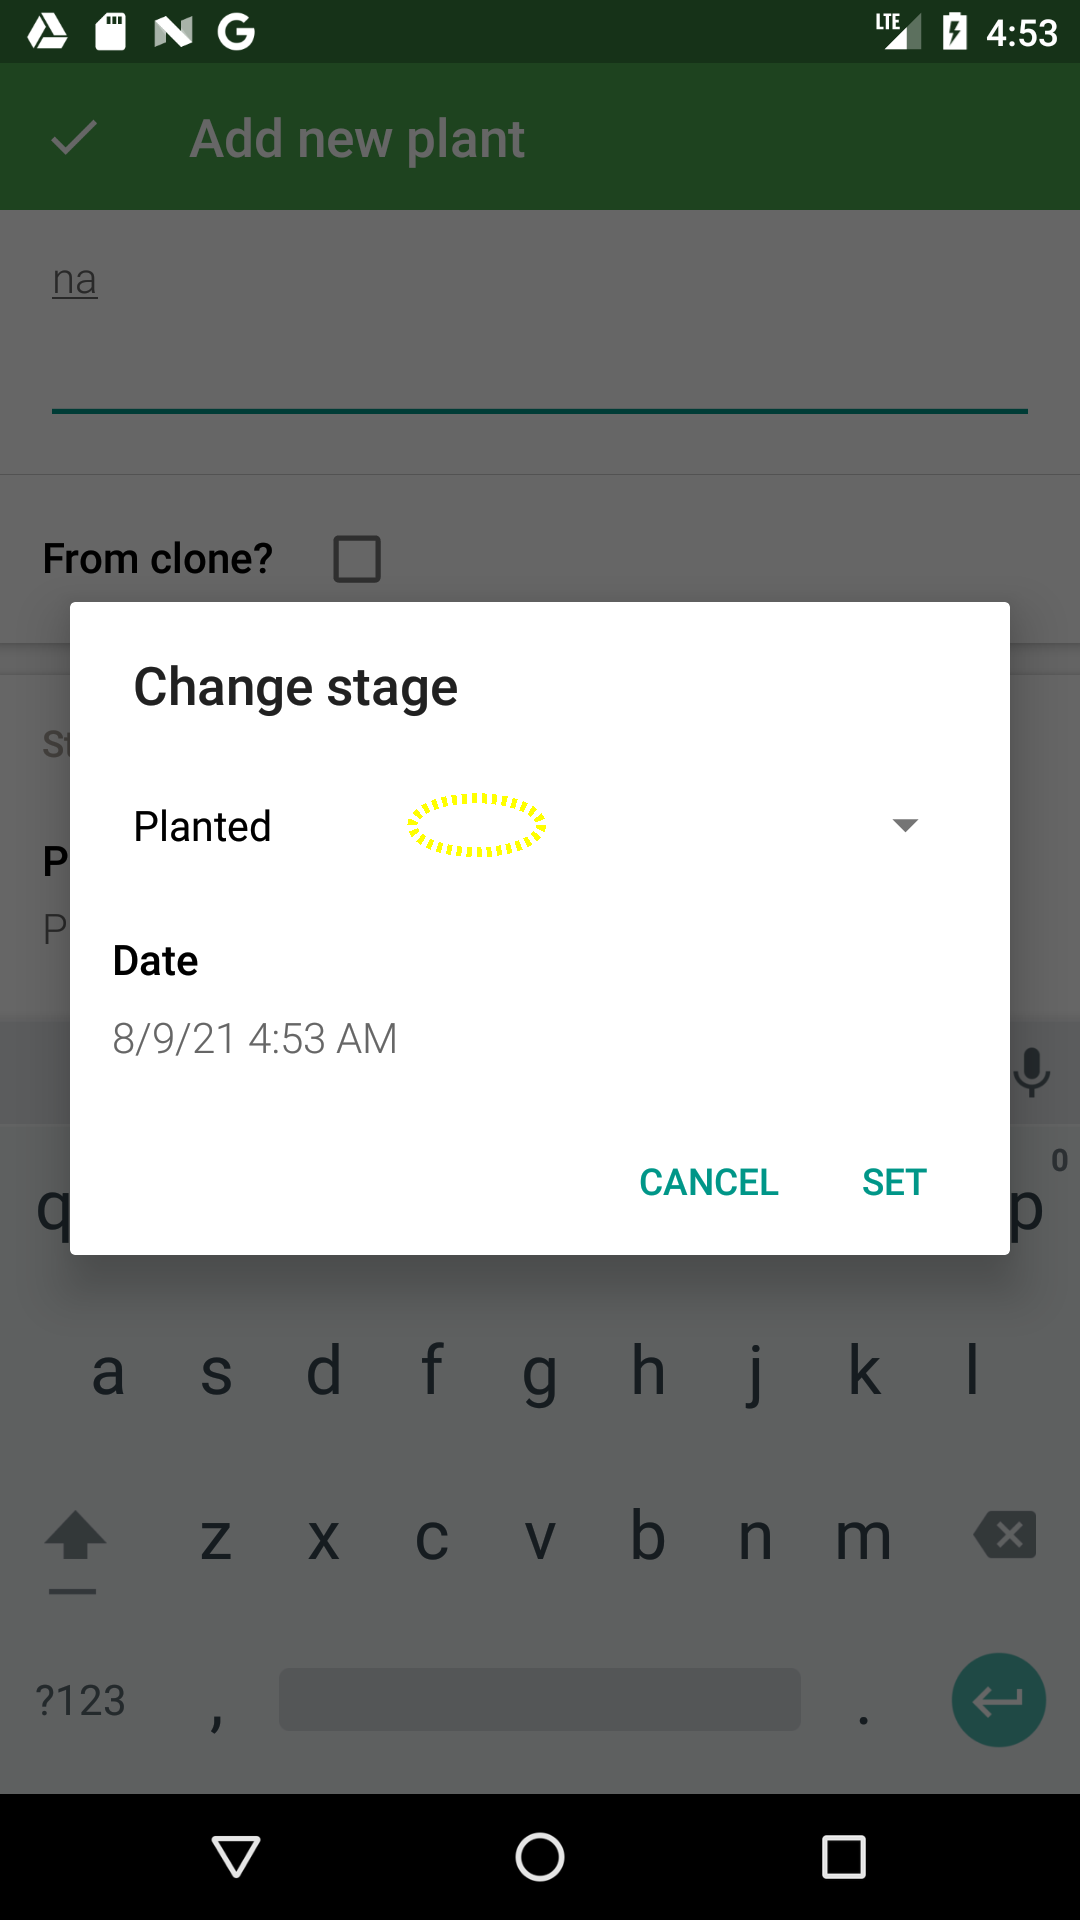 LTE 4:53
Add new plant
na
From clone?
Change stage
St
Planted
P
P
Date
8/9/21 4:53 AM
CANCEL SET
0
q p
a s d f g h j k l
z x c v b n m
?123 , .